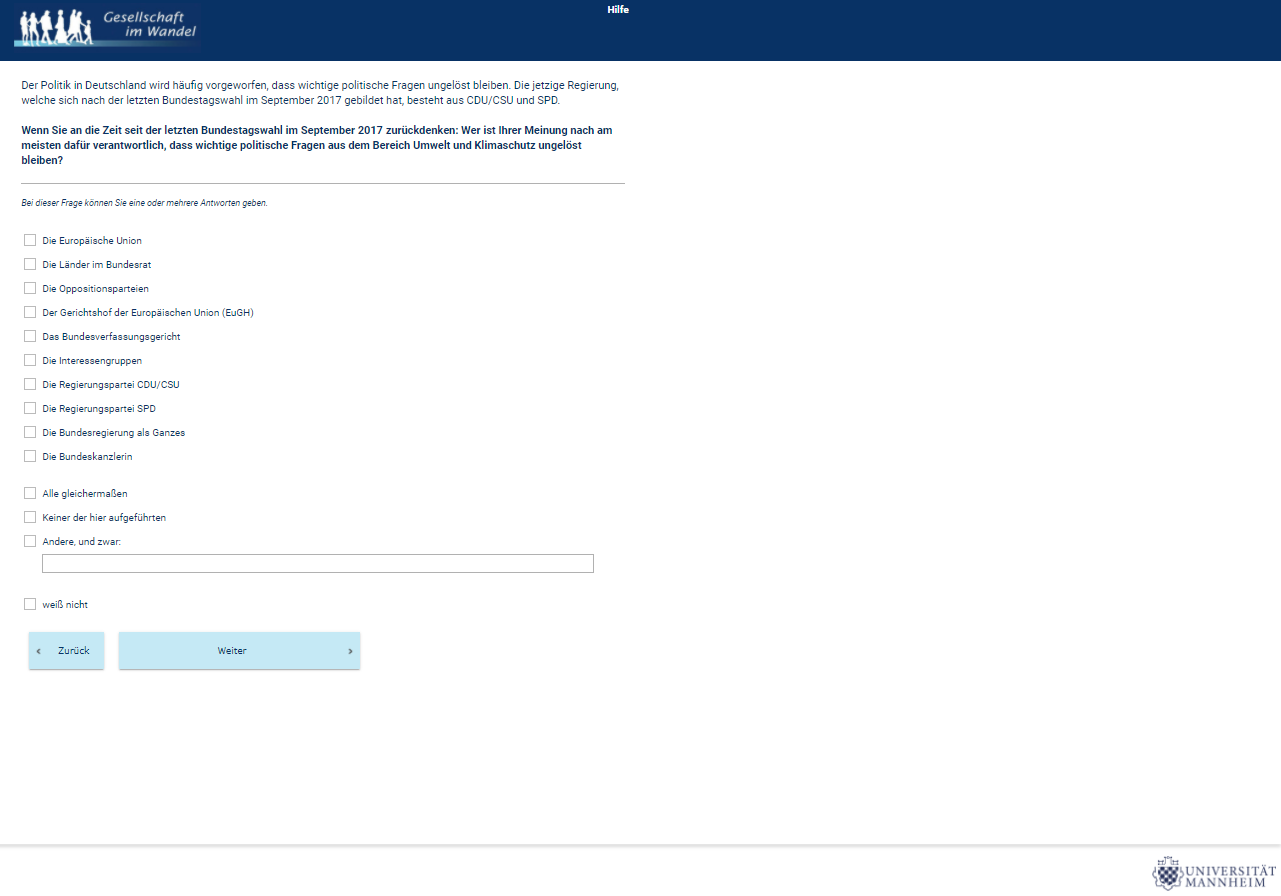 Gesellschaft
im Wandel
Hilfe
Der Politik in Deutschland wird häufig vorgeworfen, dass wichtige politische Fragen ungelöst bleiben. Die jetzige Regierung,
welche sich nach der letzten Bundestagswahl im September 2017 gebildet hat, besteht aus CDU/CSU und SPD.
Wenn Sie an die Zeit seit der letzten Bundestagswahl im September 2017 zurückdenken: Wer ist Ihrer Meinung nach am
meisten dafür verantwortlich, dass wichtige politische Fragen aus dem Bereich Umwelt und Klimaschutz ungelöst
bleiben?
Bei dieser Frage können Sie eine oder mehrere Antworten geben.
Die Europäische Union
Die Länder im Bundesrat
Die Oppositionsparteien
Der Gerichtshof der Europäischen Union (EuGH)
Das Bundesverfassungsgericht
Die Interessengruppen
Die Regierungspartei CDU/CSU
Die Regierungspartei SPD
Die Bundesregierung als Ganzes
Die Bundeskanzlerin
Alle gleichermaßen
Keiner der hier aufgeführten
Andere, und zwar:
weiß nicht
‹ Zurück
Weiter ›
UNIVERSITÄT
MANNHEIM